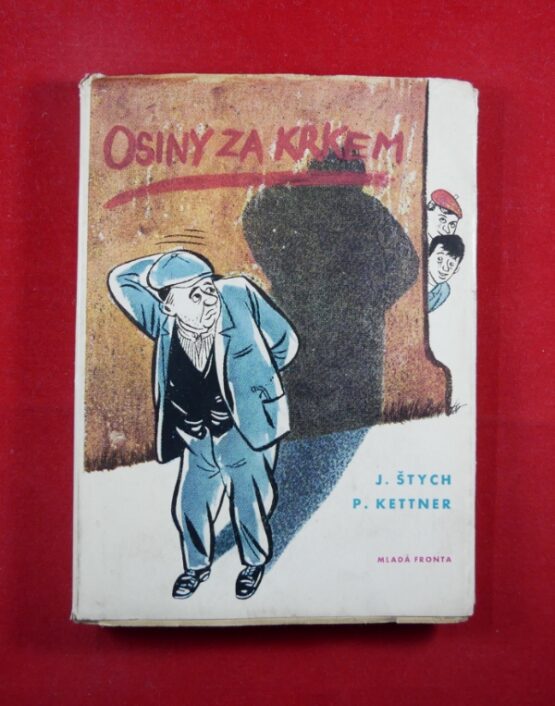 OSINY ZA KRKEM
J. ŠTYCH
P. KETTNER
MLADÁ FRONTA